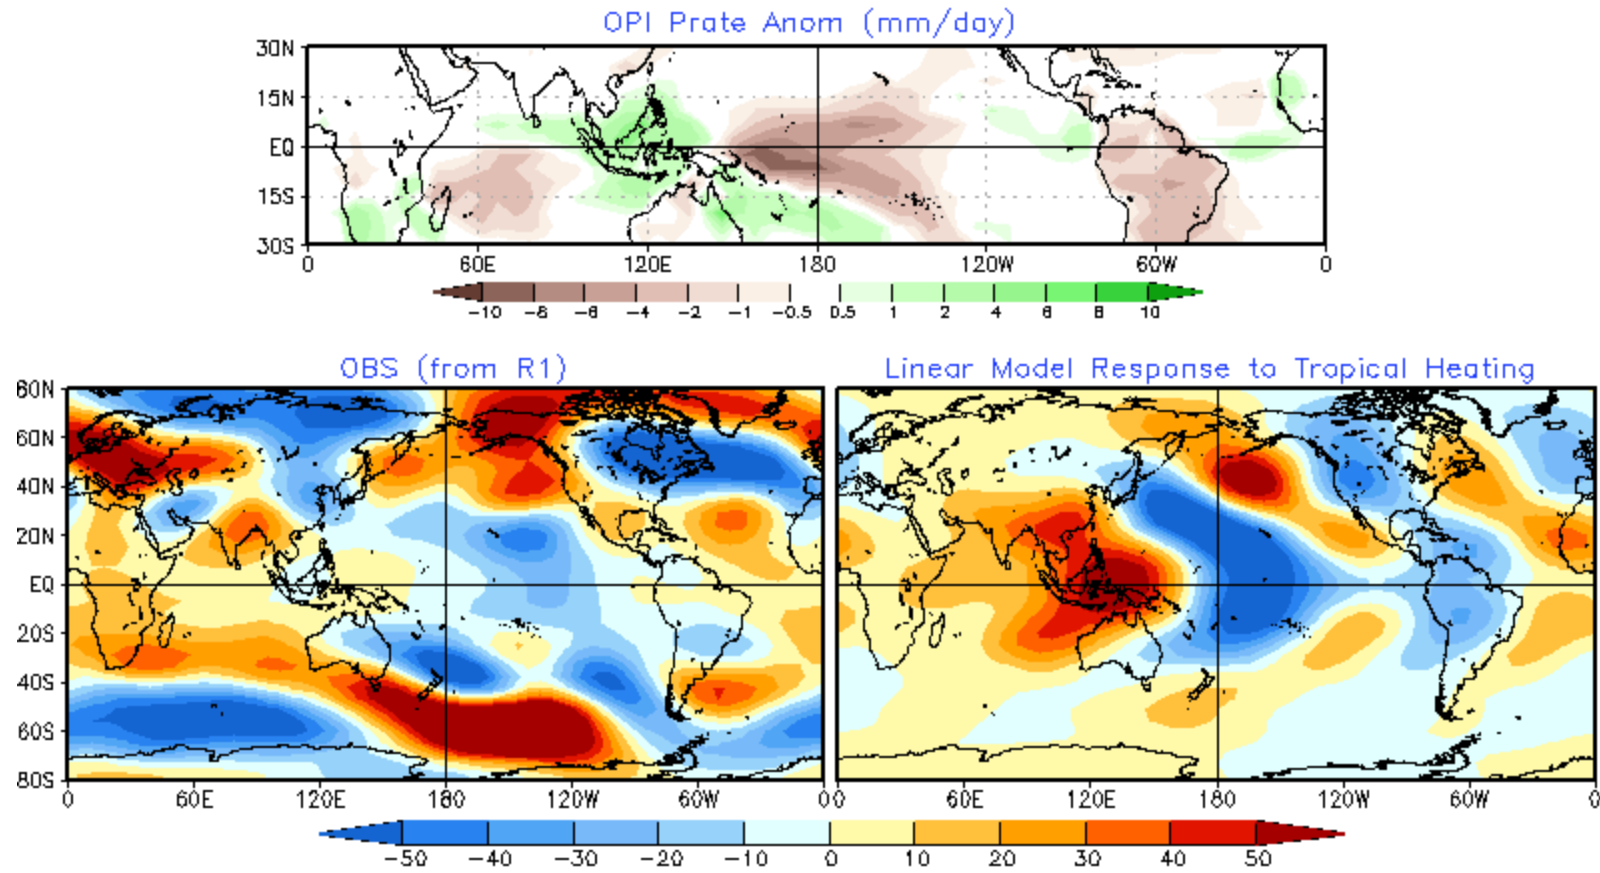 OPI Prate Anom (mm/day)
30N
15N
EQ
15S
30S
0 60E 120E 180 120W 60W 0
-10 -8 -6 -4 -2 -1 -0.5 0.5 1 2 4 6 8 10
OBS (from R1) Linear Model Response to Tropical Heating
80N
60N
40N
20N
EQ
20S
40S
60S
80S
0 60E 120E 180 120W 60W 0 0 60E 120E 180 120W 60W 0
-50 -40 -30 -20 -10 0 10 20 30 40 50